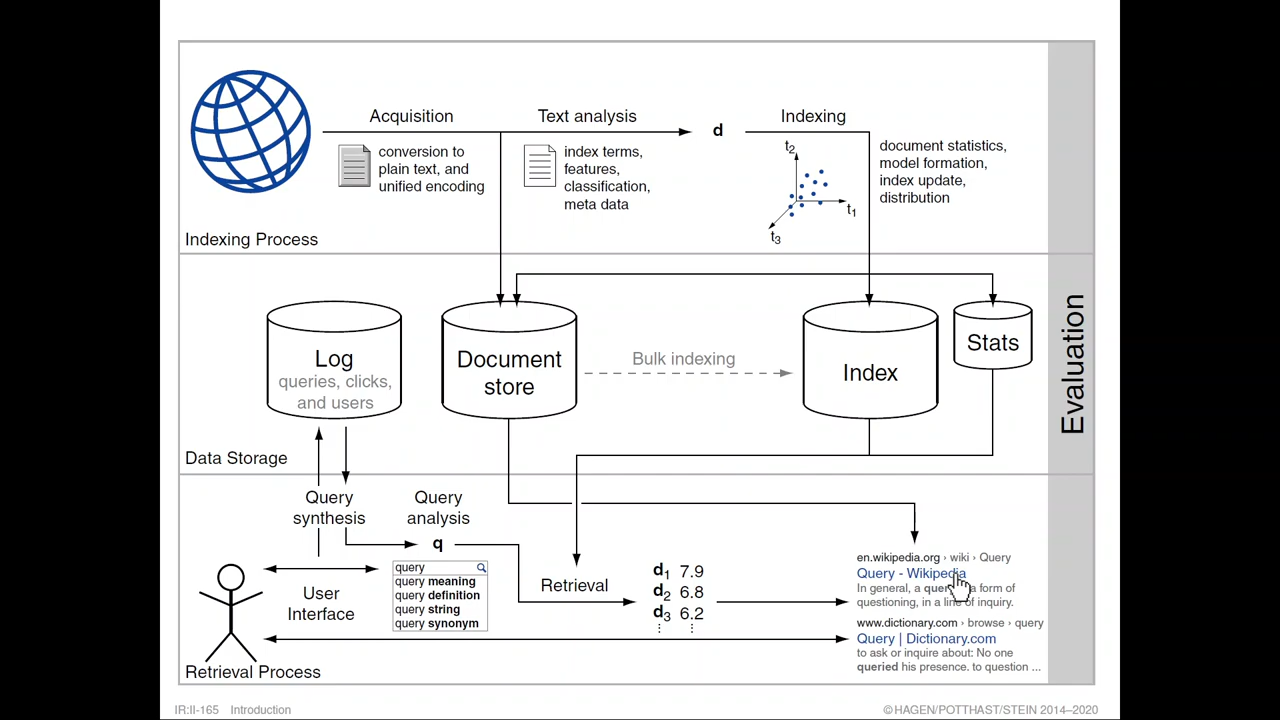 Acquisition
conversion to
plain text, and
unified encoding
Text analysis
index terms,
features,
classification,
meta data
d
Indexing
t2
t1
t3
document statistics,
model formation,
index update,
distribution
Indexing Process
Evaluation
Log
queries, clicks,
and users
Document
store
Bulk indexing
Index
Stats
Data Storage
Query
synthesis
Query
analysis
q
User
Interface
query
query meaning
query definition
query string
query synonym
Retrieval
d1 7.9
d2 6.8
d3 6.2
en.wikipedia.org › wiki › Query
Query - Wikipedia
In general, a a form of
questioning, in a line of inquiry.
www.dictionary.com › browse › query
Query | Dictionary.com
to ask or inquire about: No one
queried his presence. to question ...
Retrieval Process
IR:II-165 Introduction
©HAGEN/POTTHAST/STEIN 2014–2020